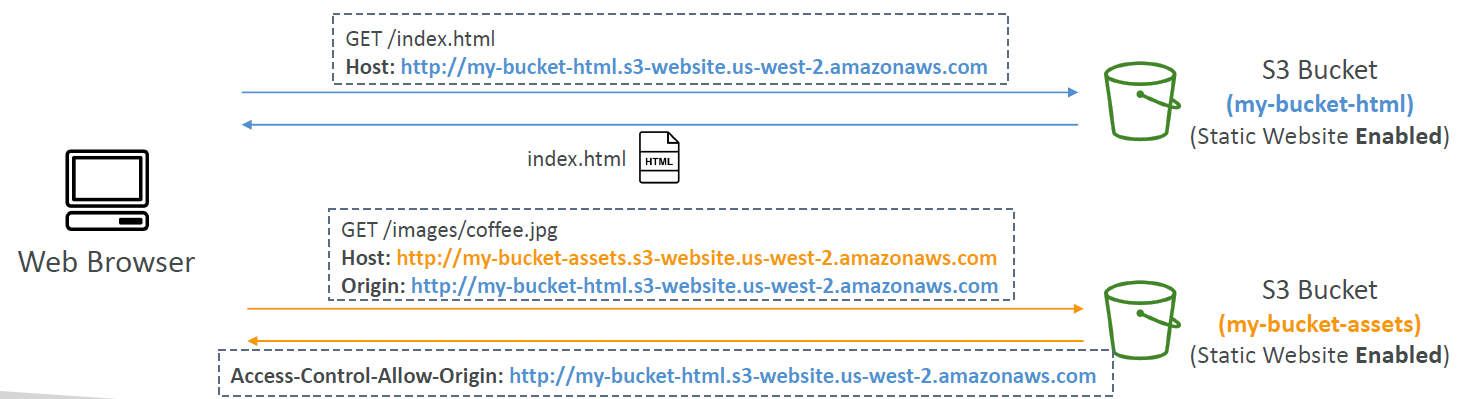 GET /index.html
Host: http://my-bucket-html.s3-website.us-west-2.amazonaws.com
S3 Bucket
(my-bucket-html)
(Static Website Enabled)
index.html
HTML
Web Browser
GET /images/coffee.jpg
Host: http://my-bucket-assets.s3-website.us-west-2.amazonaws.com
Origin: http://my-bucket-html.s3-website.us-west-2.amazonaws.com
S3 Bucket
(my-bucket-assets)
(Static Website Enabled)
Access-Control-Allow-Origin: http://my-bucket-html.s3-website.us-west-2.amazonaws.com